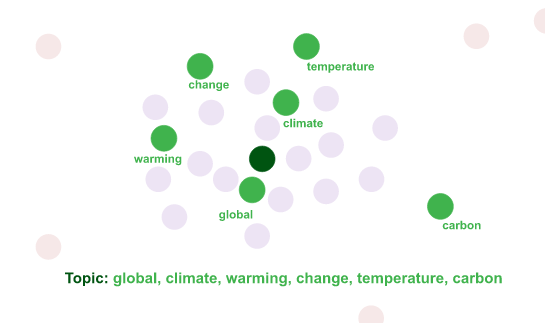 temperature
change
climate
warming
global
carbon
Topic: global, climate, warming, change, temperature, carbon